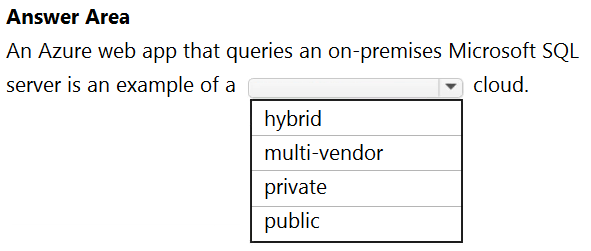 Answer Area
An Azure web app that queries an on-premises Microsoft SQL
server is an example of a cloud.
hybrid
multi-vendor
private
public